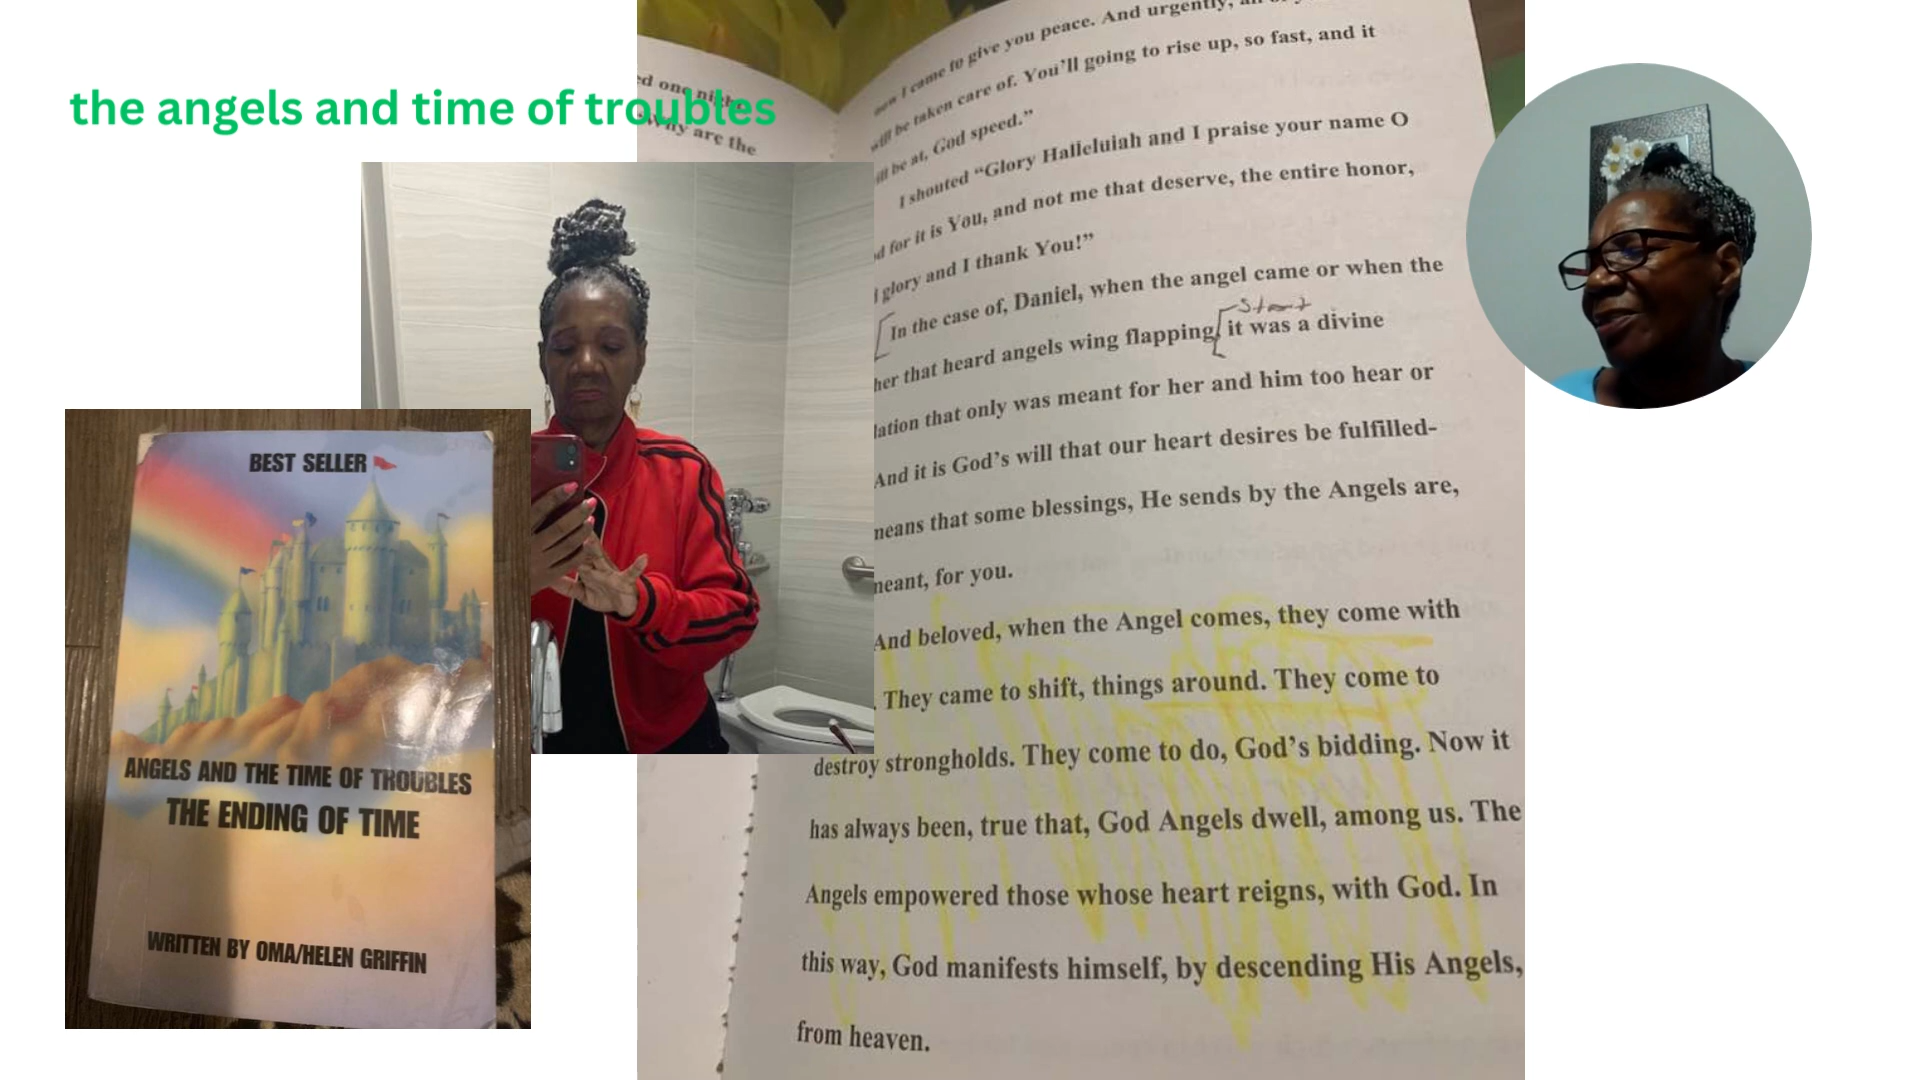 the angels and time of troubles
one night
Why are the
I came to give you peace. And urgently,
will be taken care of. You'll going to rise up, so fast, and it
be at, God speed."
I shouted "Glory Halleluiah and I praise your name O
for it is You, and not me that deserve, the entire honor,
glory and I thank You!"
[In the case of, Daniel, when the angel came or when the
Start
that heard angels wing flapping, [it was a divine
that only was meant for her and him too hear or
And it is God's will that our heart desires be fulfilled-
means that some blessings, He sends by the Angels are,
meant, for you.
And beloved, when the Angel comes, they come with
. They came to shift, things around. They come to
destroy strongholds. They come to do, God's bidding. Now it
has always been, true that, God Angels dwell, among us. The
Angels empowered those whose heart reigns, with God. In
this way, God manifests himself, by descending His Angels,
from heaven.
BEST SELLER
ANGELS AND THE TIME OF TROUBLES
THE ENDING OF TIME
WRITTEN BY OMA/HELEN GRIFFIN